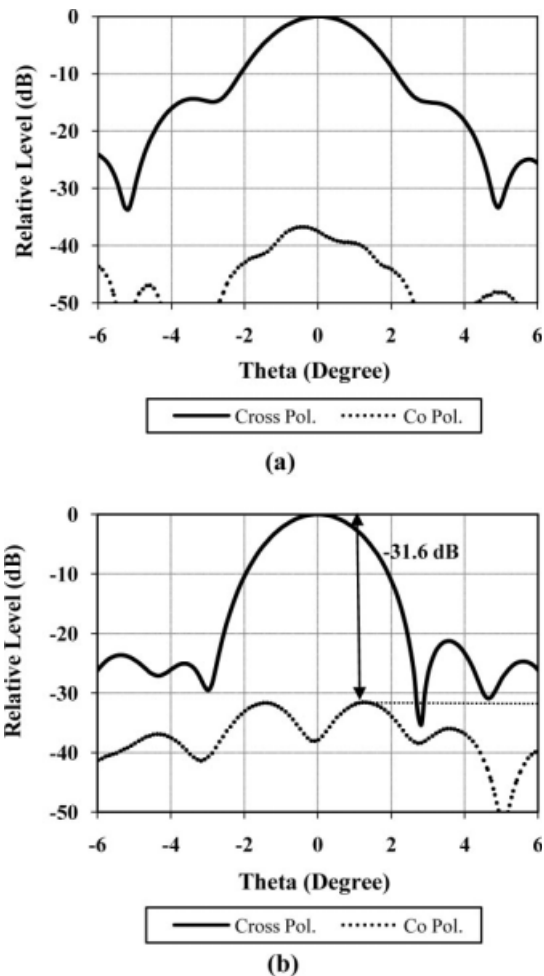 0
-10
-20
-30
-40
-50
Relative Level (dB)
-6 -4 -2 0 2 4 6
Theta (Degree)
Cross Pol. Co Pol.
(a)
0
-10
-20
-30
-40
-50
Relative Level (dB)
-31.6 dB
-6 -4 -2 0 2 4 6
Theta (Degree)
Cross Pol. Co Pol.
(b)